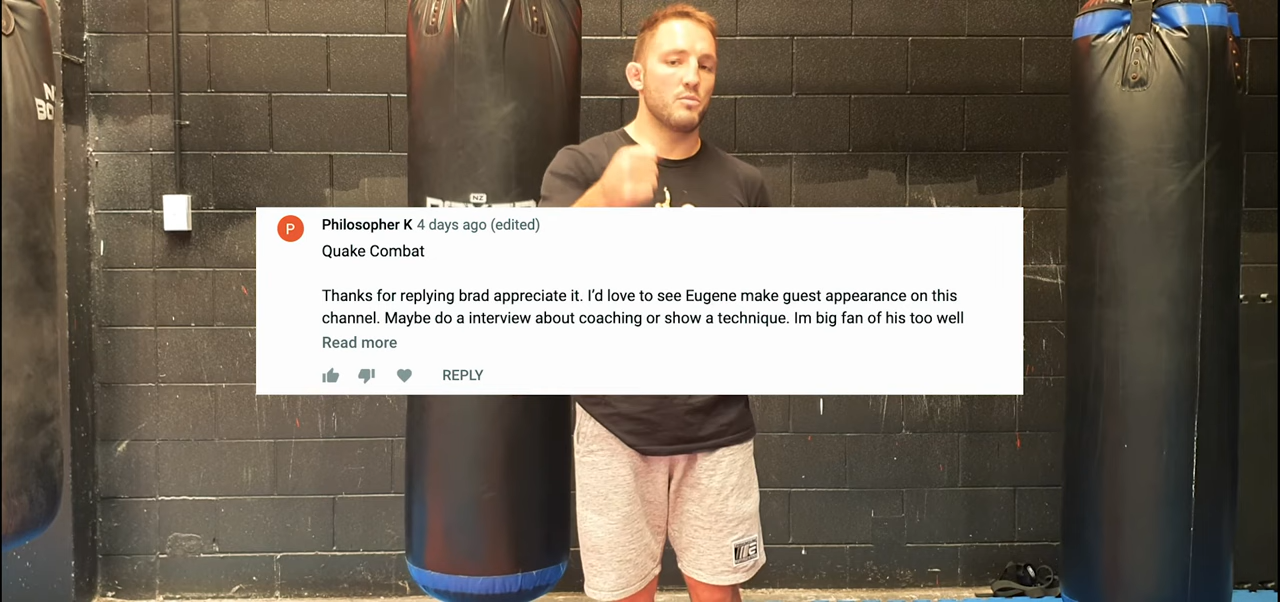 NZ
P Philosopher K 4 days ago (edited)
Quake Combat
Thanks for replying brad appreciate it. I’d love to see Eugene make guest appearance on this
channel. Maybe do a interview about coaching or show a technique. Im big fan of his too well
Read more
REPLY